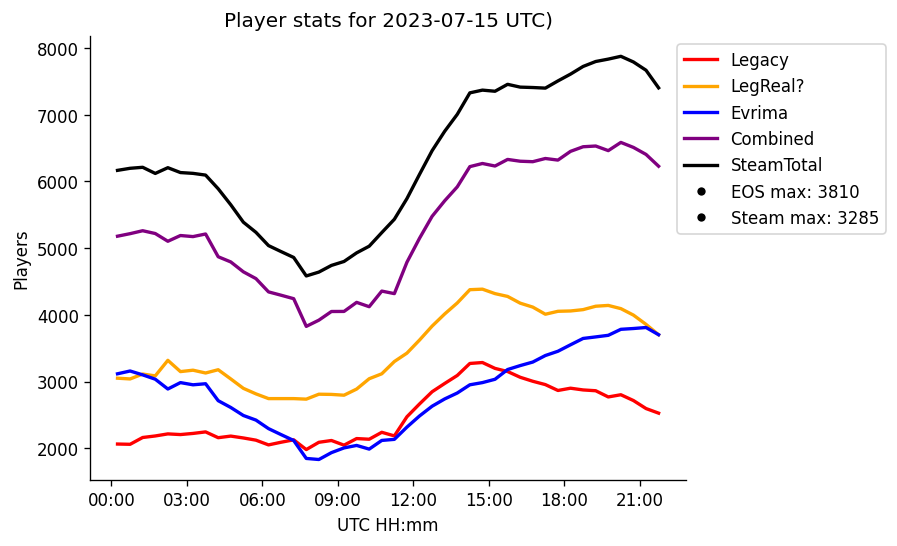 Player stats for 2023-07-15 UTC)
8000
7000
6000
5000
4000
3000
2000
Players
00:00 03:00 06:00 09:00 12:00 15:00 18:00 21:00
UTC HH:mm
Legacy
LegReal?
Evrima
Combined
SteamTotal
EOS max: 3810
Steam max: 3285